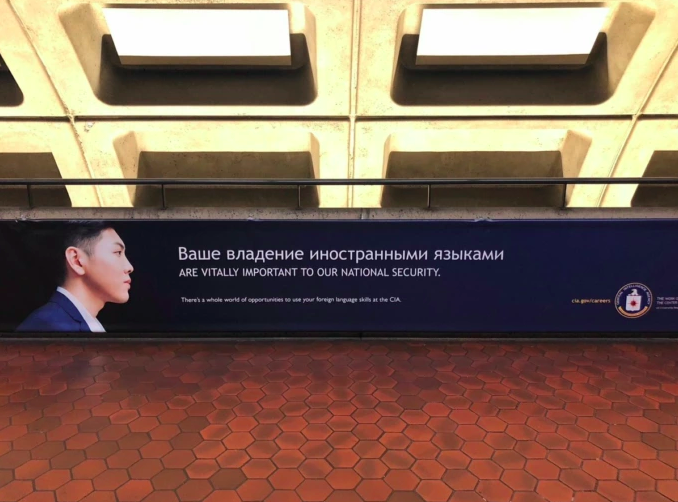 Ваше владение иностранными языками
ARE VITALLY IMPORTANT TO OUR NATIONAL SECURITY.
There's a whole world of opportunities to use your foreign language skills at the CIA.
cia.gov/careers